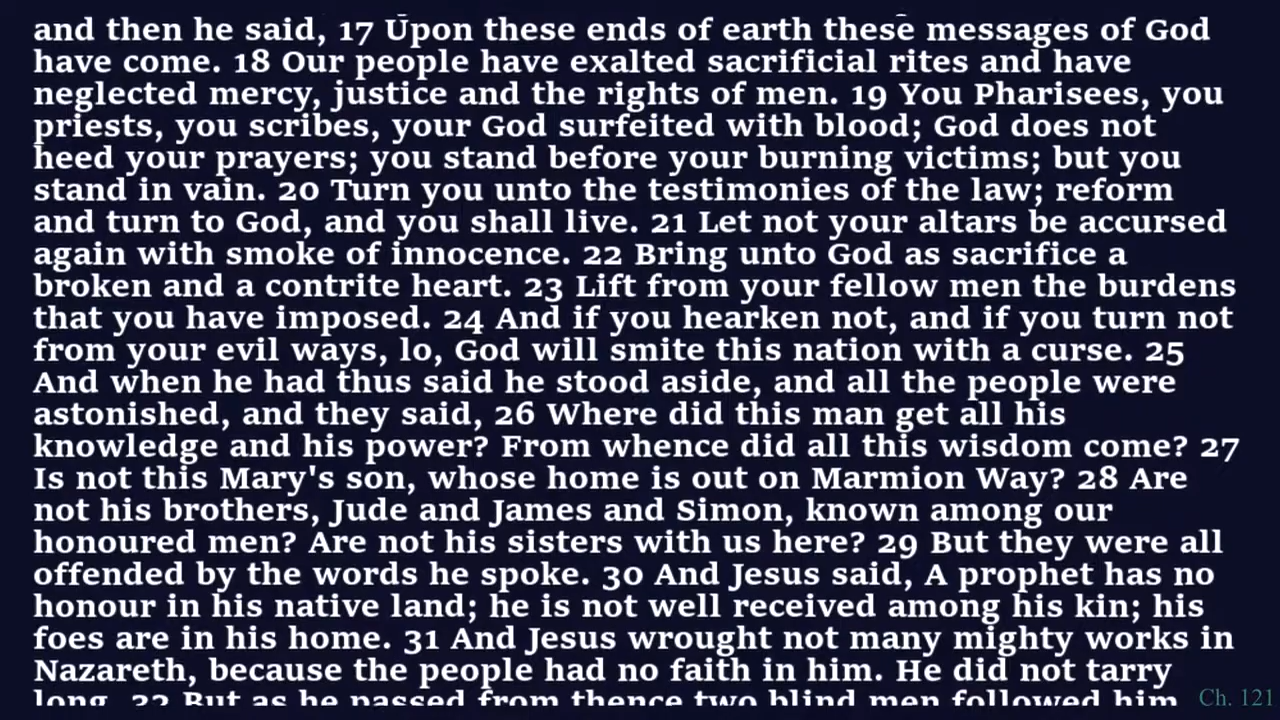 and then he said, 17 Upon these ends of earth these messages of God
have come. 18 Our people have exalted sacrificial rites and have
neglected mercy, justice and the rights of men. 19 You Pharisees, you
priests, you scribes, your God surfeited with blood; God does not
heed your prayers; you stand before your burning victims; but you
stand in vain. 20 Turn you unto the testimonies of the law; reform
and turn to God, and you shall live. 21 Let not your altars be accursed
again with smoke of innocence. 22 Bring unto God as sacrifice a
broken and a contrite heart. 23 Lift from your fellow men the burdens
that you have imposed. 24 And if you hearken not, and if you turn not
from your evil ways, lo, God will smite this nation with a curse. 25
And when he had thus said he stood aside, and all the people were
astonished, and they said, 26 Where did this man get all his
knowledge and his power? From whence did all this wisdom come? 27
Is not this Mary's son, whose home is out on Marmion Way? 28 Are
not his brothers, Jude and James and Simon, known among our
honoured men? Are not his sisters with us here? 29 But they were all
offended by the words he spoke. 30 And Jesus said, A prophet has no
honour in his native land; he is not well received among his kin; his
foes are in his home. 31 And Jesus wrought not many mighty works in
Nazareth, because the people had no faith in him. He did not tarry
long. 32 But as he passed from thence two blind men followed him
Ch. 121